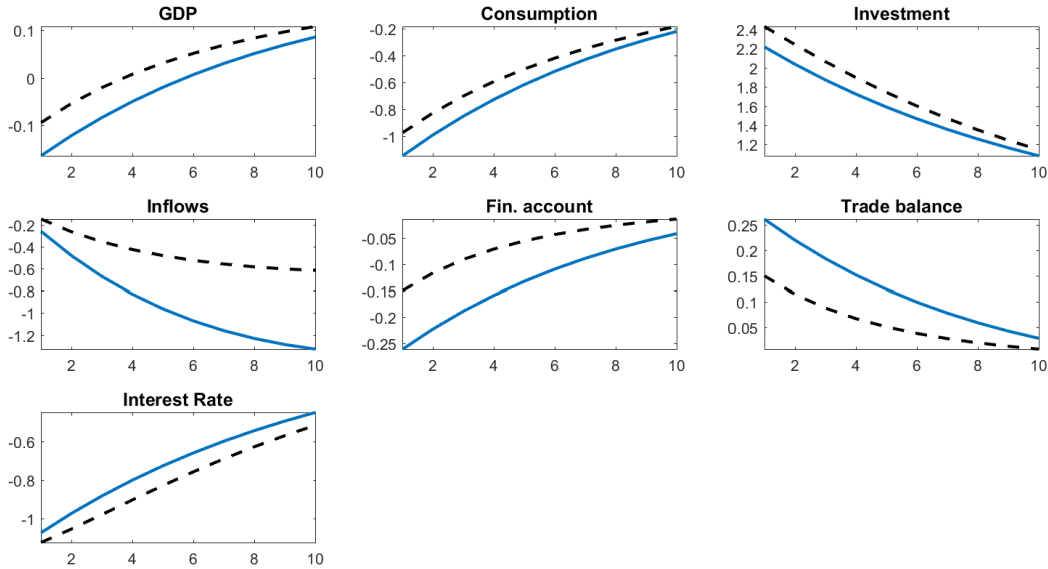 GDP
0.1
0
-0.1
2 4 6 8 10
Consumption
-0.2
-0.4
-0.6
-0.8
-1
2 4 6 8 10
Investment
2.4
2.2
2
1.8
1.6
1.4
1.2
2 4 6 8 10
Inflows
-0.2
-0.4
-0.6
-0.8
-1
-1.2
2 4 6 8 10
Fin. account
-0.05
-0.1
-0.15
-0.2
-0.25
2 4 6 8 10
Trade balance
0.25
0.2
0.15
0.1
0.05
2 4 6 8 10
Interest Rate
-0.6
-0.8
-1
2 4 6 8 10